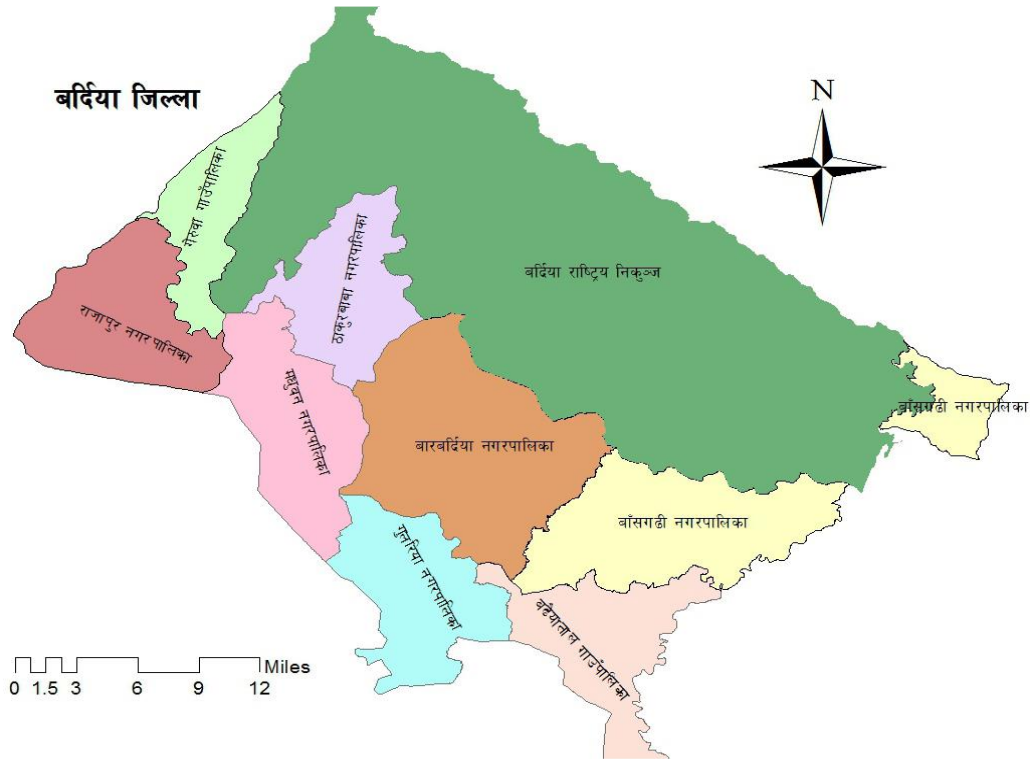 बर्दिया जिल्ला
N
गेरुवा गाउँपालिका
राजापुर नगरपालिका
ठाकुरबाबा नगरपालिका
बर्दिया राष्ट्रिय निकुञ्ज
मधुवन नगरपालिका
बाँसगढी नगरपालिका
बारबर्दिया नगरपालिका
बाँसगढी नगरपालिका
गुलरिया नगरपालिका
बढैयाताल गाउँपालिका
Miles
0 1.5 3 6 9 12